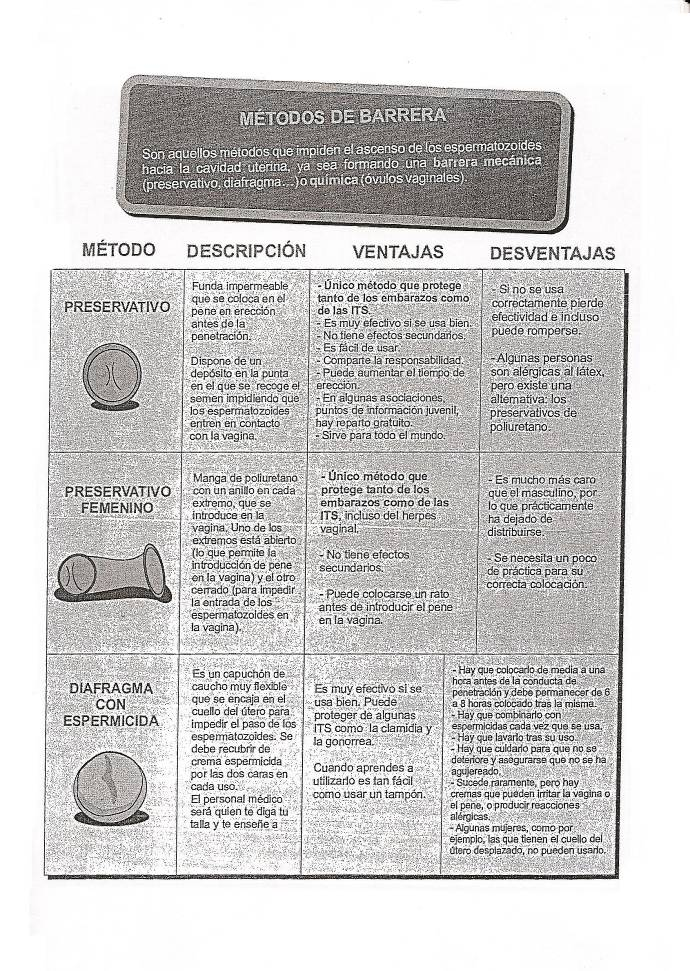 MÉTODOS DE BARRERA
Son aquellos métodos que impiden el ascenso de los espermatozoides
hacia la cavidad uterina, ya sea formando una barrera mecánica
(preservativo, diafragma...) o química (óvulos vaginales).
MÉTODO DESCRIPCIÓN VENTAJAS DESVENTAJAS
PRESERVATIVO
Funda impermeable
que se coloca en el
pene en erección
antes de la
penetración.
Dispone de un
depósito en la punta
en el que se recoge el
semen impidiendo que
los espermatozoides
entren en contacto
con la vagina.
- Único método que protege
tanto de los embarazos como
de las ITS.
- Es muy efectivo si se usa bien.
- No tiene efectos secundarios.
- Es fácil de usar.
- Comparte la responsabilidad.
- Puede aumentar el tiempo de
erección.
- En algunas asociaciones,
puntos de información juvenil,
hay reparto gratuito.
- Sirve para todo el mundo.
- Si no se usa
correctamente pierde
efectividad e incluso
puede romperse.
- Algunas personas
son alérgicas al látex,
pero existe una
alternativa: los
preservativos de
poliuretano.
PRESERVATIVO
FEMENINO
Manga de poliuretano
con un anillo en cada
extremo, que se
introduce en la
vagina. Uno de los
extremos está abierto
(lo que permite la
introducción de pene
en la vagina) y el otro
cerrado (para impedir
la entrada de los
espermatozoides en
la vagina).
- Único método que
protege tanto de los
embarazos como de las
ITS, incluso del herpes
vaginal.
- No tiene efectos
secundarios.
- Puede colocarse un rato
antes de introducir el pene
en la vagina.
- Es mucho más caro
que el masculino, por
lo que prácticamente
ha dejado de
distribuirse.
- Se necesita un poco
de práctica para su
correcta colocación.
DIAFRAGMA
CON
ESPERMICIDA
Es un capuchón de
caucho muy flexible
que se encaja en el
cuello del útero para
impedir el paso de los
espermatozoides. Se
debe recubrir de
crema espermicida
por las dos caras en
cada uso.
El personal médico
será quien te diga tu
talla y te enseñe a
Es muy efectivo si se
usa bien. Puede
proteger de algunas
ITS como la clamidia y
la gonorrea.
Cuando aprendes a
utilizarlo es tan fácil
como usar un tampón.
- Hay que colocarlo de media a una
hora antes de la conducta de
penetración y debe permanecer de 6
a 8 horas colocado tras la misma.
- Hay que combinarlo con
espermicidas cada vez que se usa.
- Hay que lavarlo tras su uso.
- Hay que cuidarlo para que no se
deteriore y asegurarse que no se ha
agujereado.
- Sucede raramente, pero hay
cremas que pueden irritar la vagina o
el pene, o producir reacciones
alérgicas.
- Algunas mujeres, como por
ejemplo, las que tienen el cuello del
útero desplazado, no pueden usarlo.